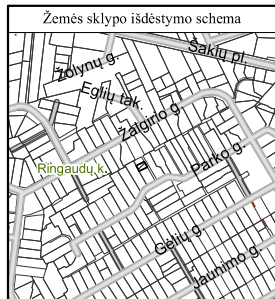 Žemės sklypo išdėstymo schema
Šakių pl.
Žolynų g.
Eglių tak.
Žalgirio g.
Ringaudų k.
Parko g.
Gėlių g.
Jaunimo g.